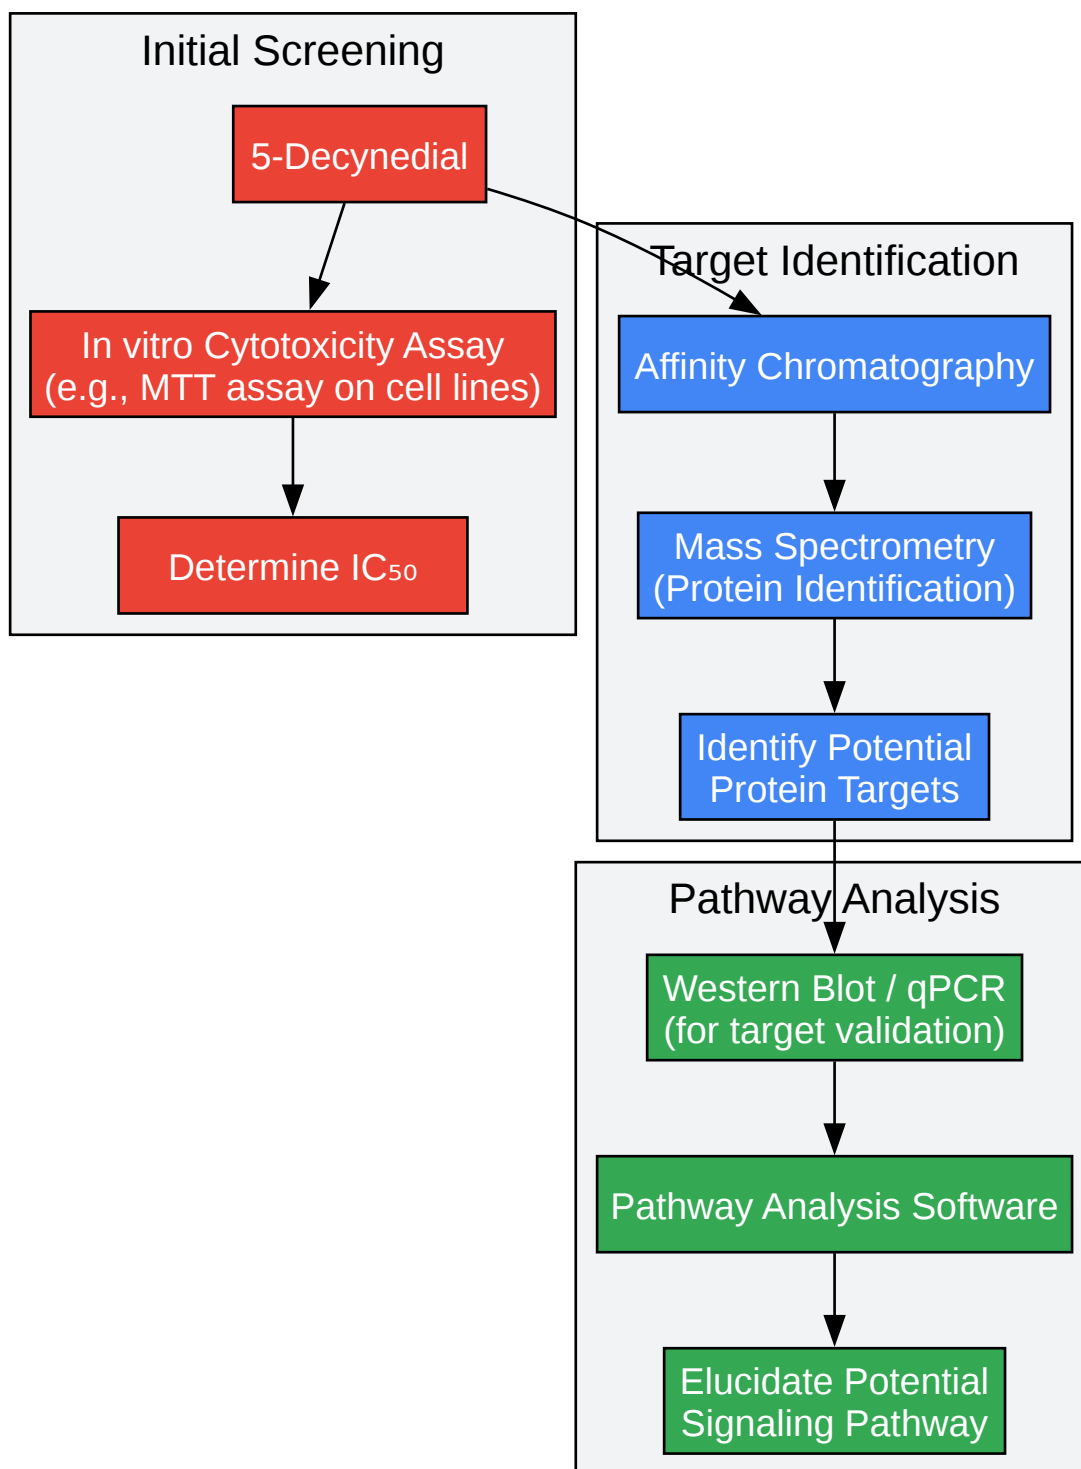 Initial Screening
5-Decynedial
In vitro Cytotoxicity Assay
(e.g., MTT assay on cell lines)
Determine IC₅₀
Target Identification
Affinity Chromatography
Mass Spectrometry
(Protein Identification)
Identify Potential
Protein Targets
Pathway Analysis
Western Blot / qPCR
(for target validation)
Pathway Analysis Software
Elucidate Potential
Signaling Pathway